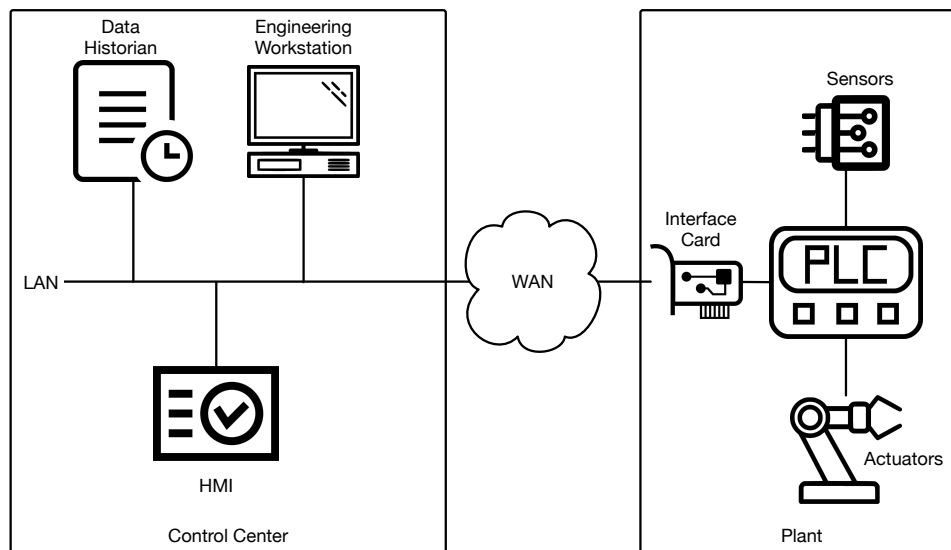 Data
Historian
Engineering
Workstation
LAN
HMI
Control Center
WAN
Sensors
Interface
Card
PLC
Actuators
Plant